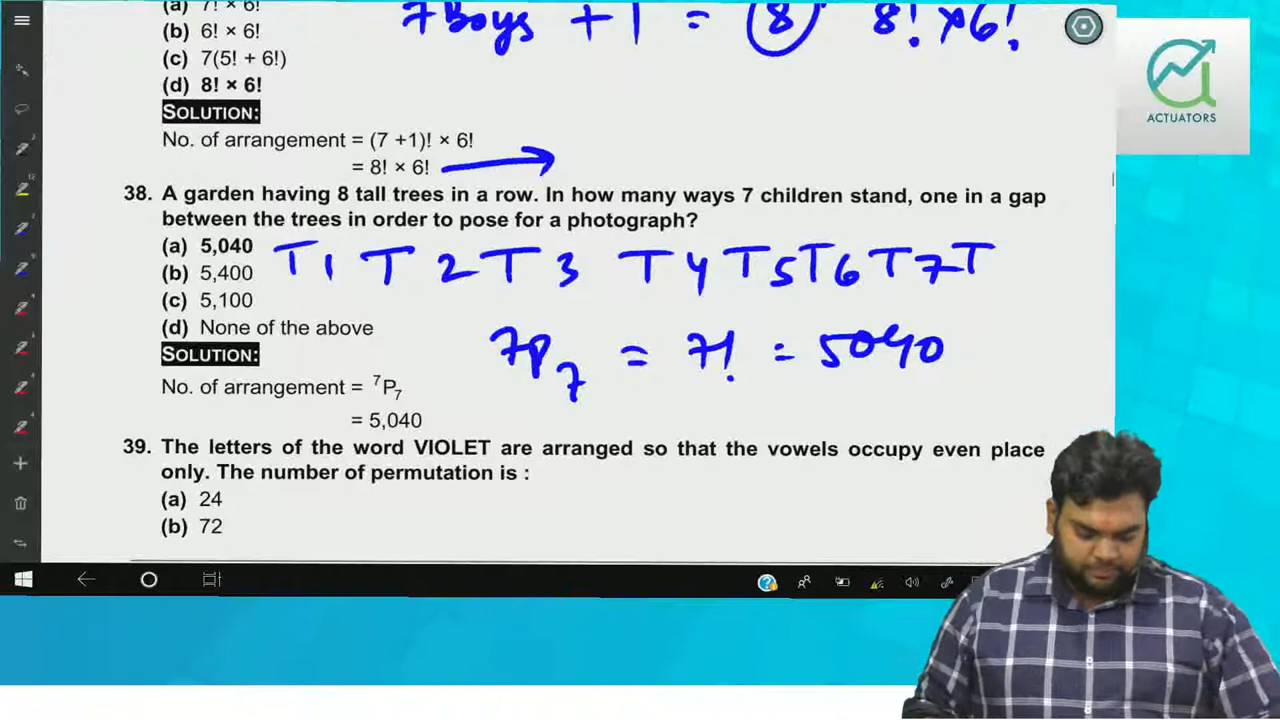 (a) 7! × 6!
7 boys + 1 = 8 8! × 6!
(b) 6! × 6!
(c) 7(5! + 6!)
(d) 8! × 6!
SOLUTION:
No. of arrangement = (7 +1)! × 6!
= 8! × 6!
ACTUATORS
38. A garden having 8 tall trees in a row. In how many ways 7 children stand, one in a gap
between the trees in order to pose for a photograph?
(a) 5,040
T 1 T 2 T 3 T 4 T 5 T 6 T 7 T
(b) 5,400
(c) 5,100
(d) None of the above
SOLUTION:
7P7 = 7! = 5040
No. of arrangement = ⁷P₇
= 5,040
39. The letters of the word VIOLET are arranged so that the vowels occupy even place
only. The number of permutation is :
(a) 24
(b) 72